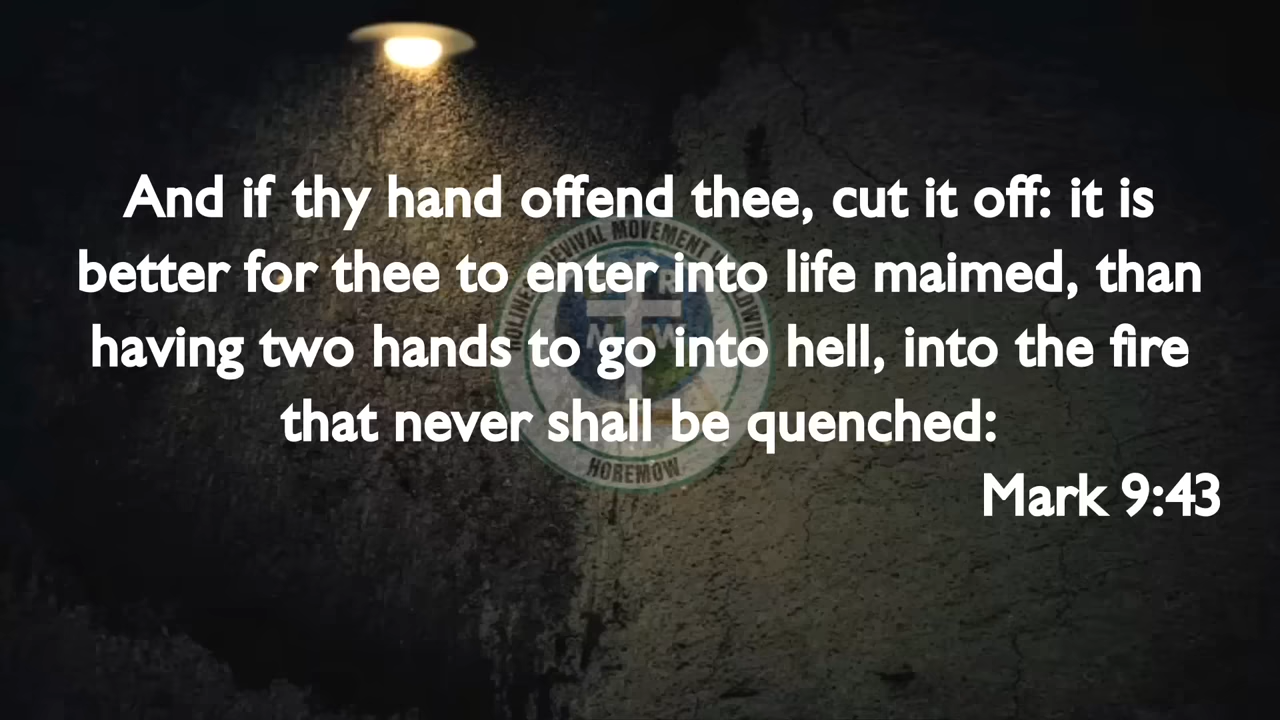 And if thy hand offend thee, cut it off: it is
better for thee to enter into life maimed, than
having two hands to go into hell, into the fire
that never shall be quenched:
Mark 9:43
HOREMOW